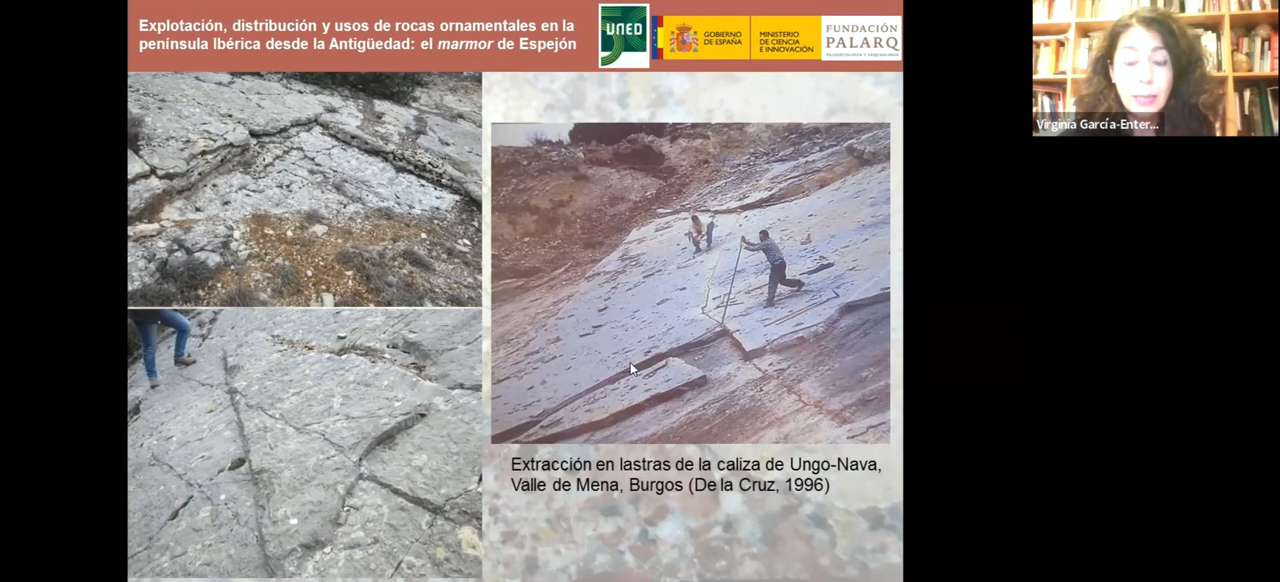 Explotación, distribución y usos de rocas ornamentales en la
península Ibérica desde la Antigüedad: el marmor de Espejón
UNED
GOBIERNO
DE ESPAÑA
MINISTERIO
DE CIENCIA
E INNOVACIÓN
FUNDACIÓN
PALARQ
Virginia García-Enter...
Extracción en lastras de la caliza de Ungo-Nava,
Valle de Mena, Burgos (De la Cruz, 1996)